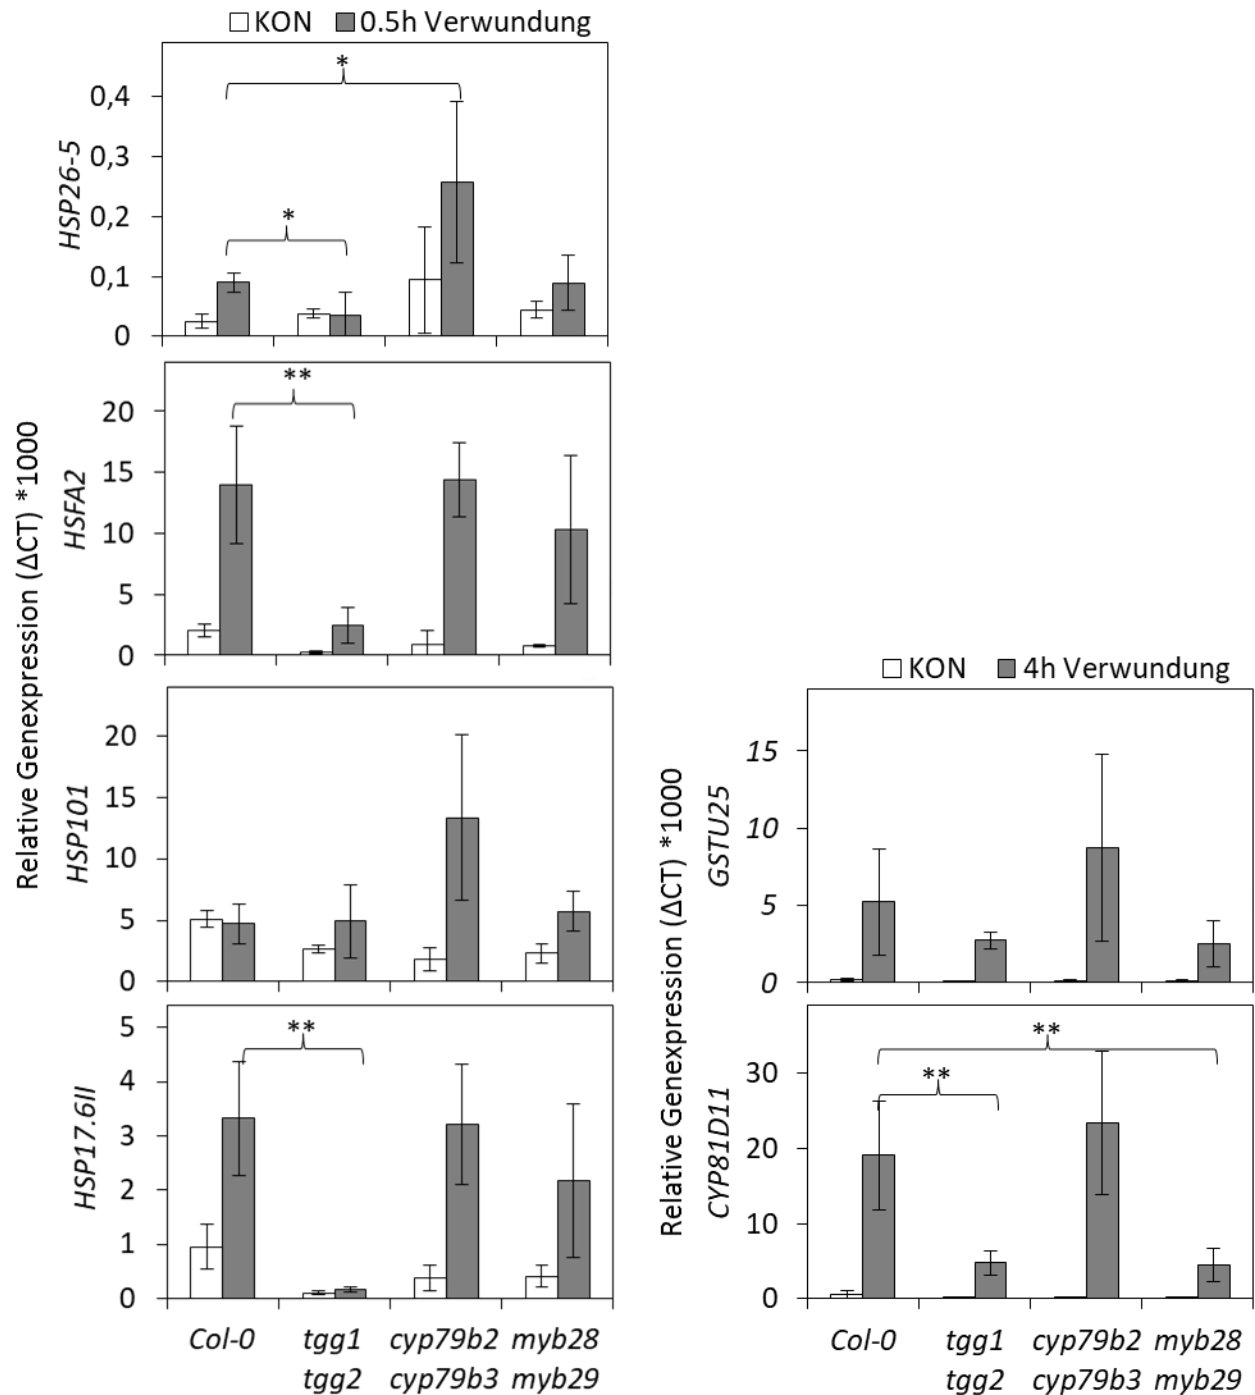 KON 0.5h Verwundung
Relative Genexpression (ΔCT) *1000
HSP26-5
0,4
0,3
0,2
0,1
0
*
*
HSFA2
20
15
10
5
0
**
HSP101
20
15
10
5
0
HSP17.6II
5
4
3
2
1
0
**
Col-0 tgg1 cyp79b2 myb28
tgg2 cyp79b3 myb29
KON 4h Verwundung
Relative Genexpression (ΔCT) *1000
GSTU25
15
10
5
0
CYP81D11
30
20
10
0
**
**
Col-0 tgg1 cyp79b2 myb28
tgg2 cyp79b3 myb29